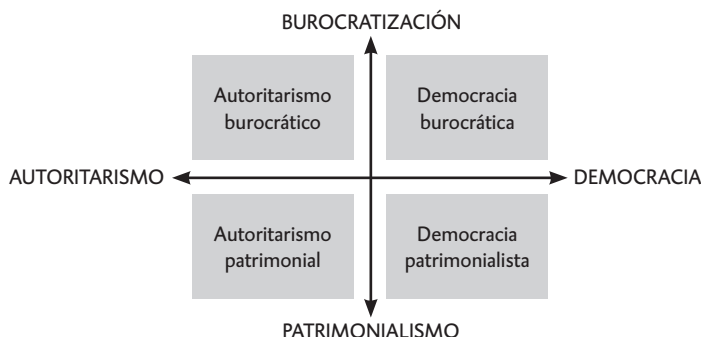 BUROCRATIZACIÓN
Autoritarismo
burocrático
Democracia
burocrática
AUTORITARISMO
DEMOCRACIA
Autoritarismo
patrimonial
Democracia
patrimonialista
PATRIMONIALISMO